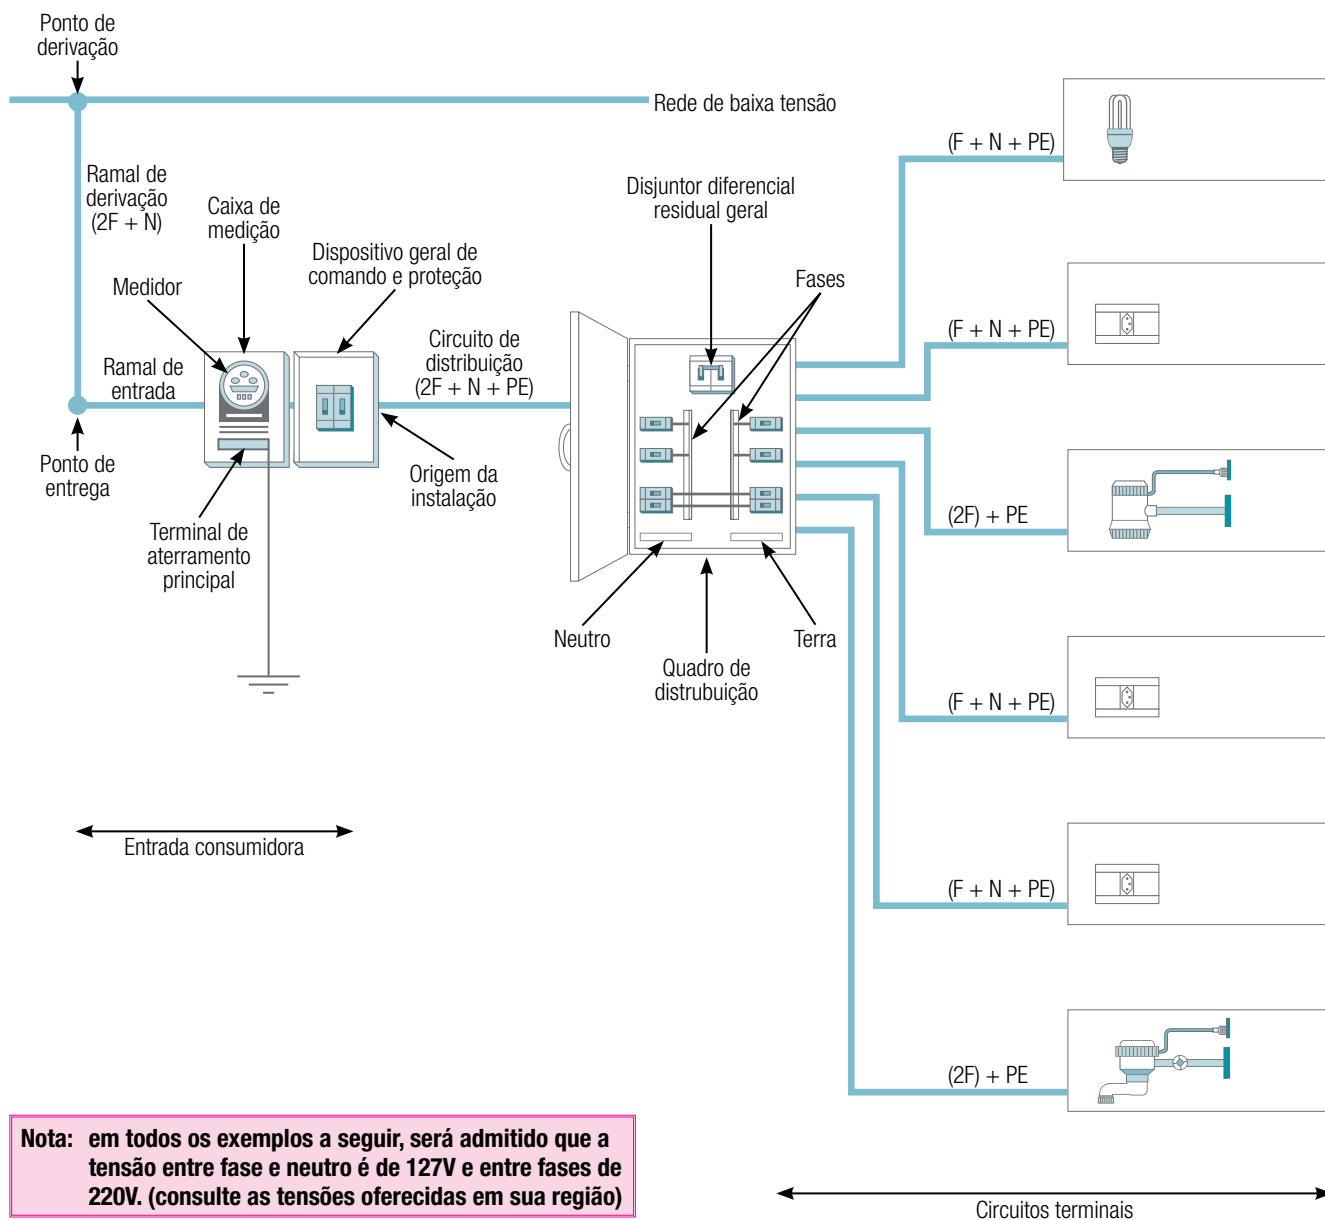 Ponto de
derivação
Rede de baixa tensão
Ramal de
derivação
(2F + N)
Caixa de
medição
Medidor
Dispositivo geral de
comando e proteção
Disjuntor diferencial
residual geral
Fases
(F + N + PE)
(F + N + PE)
Ramal de
entrada
Circuito de
distribuição
(2F + N + PE)
Ponto de
entrega
Origem da
instalação
Terminal de
aterramento
principal
(2F) + PE
Neutro
Terra
Quadro de
distrubuição
(F + N + PE)
Entrada consumidora
(F + N + PE)
(2F) + PE
Nota: em todos os exemplos a seguir, será admitido que a
tensão entre fase e neutro é de 127V e entre fases de
220V. (consulte as tensões oferecidas em sua região)
Circuitos terminais